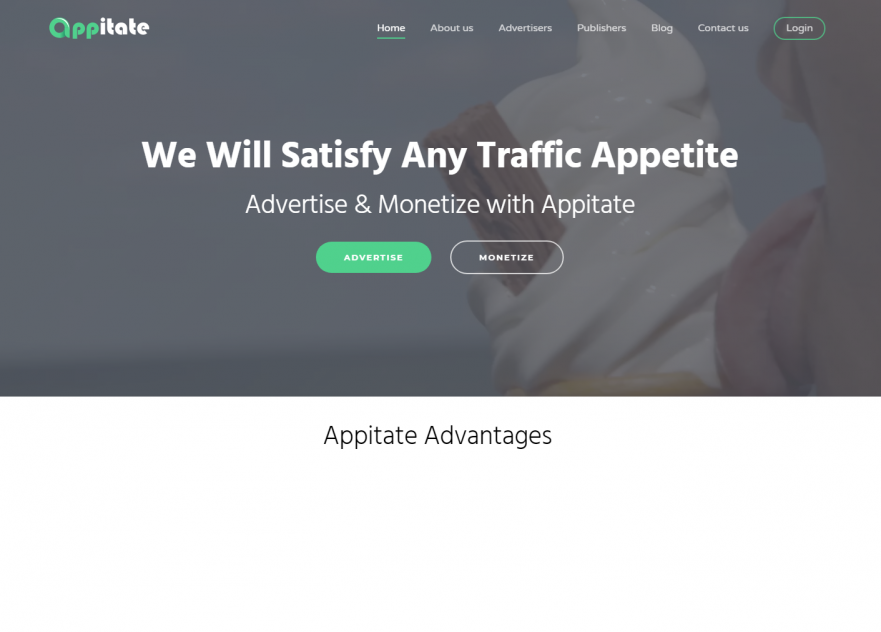 appitate
Home About us Advertisers Publishers Blog Contact us Login
We Will Satisfy Any Traffic Appetite
Advertise & Monetize with Appitate
ADVERTISE MONETIZE
Appitate Advantages